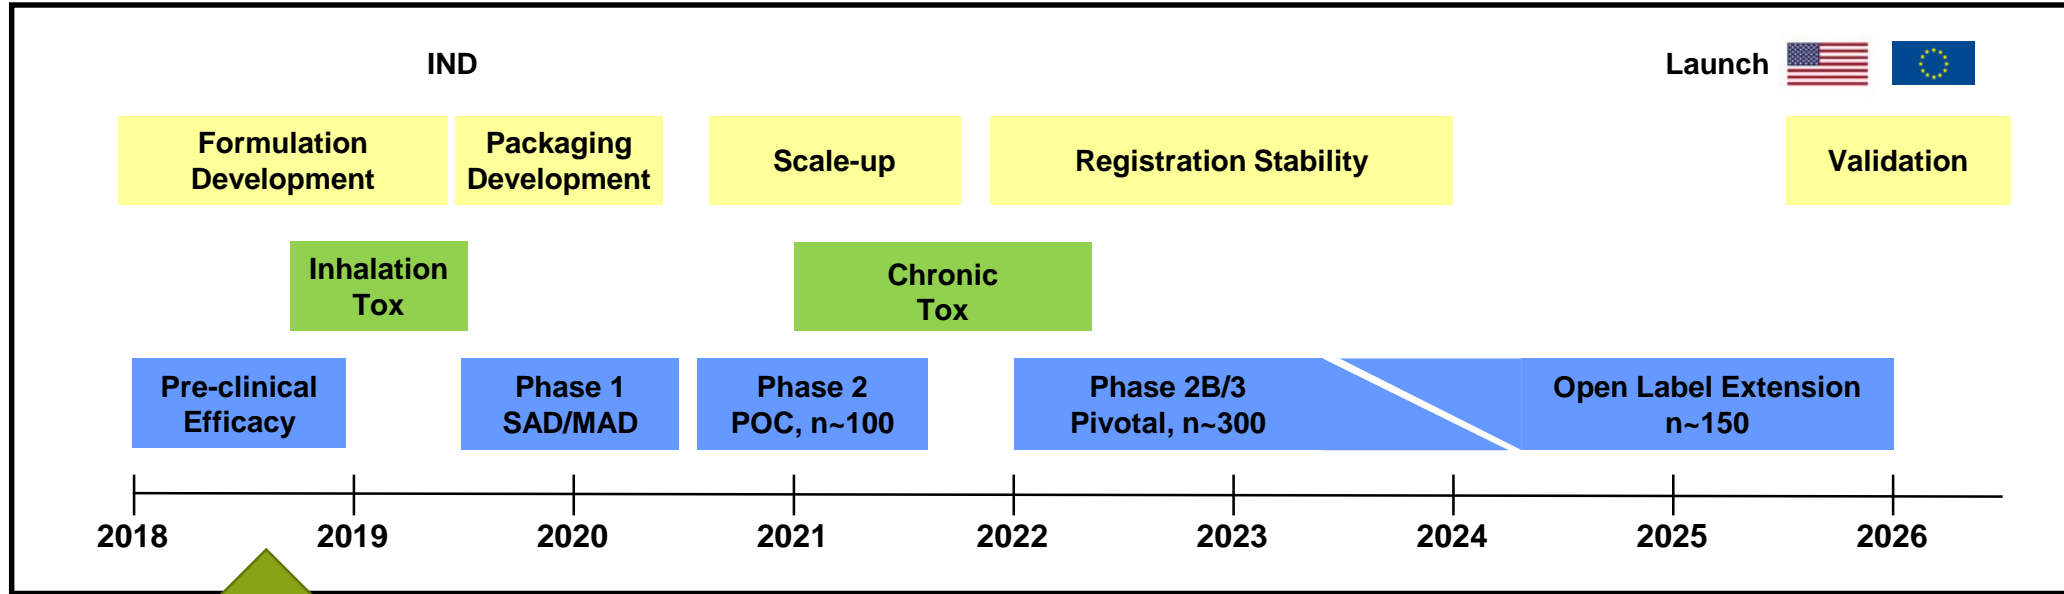 IND
Launch
Formulation
Development
Packaging
Development
Scale-up
Registration Stability
Validation
Inhalation
Tox
Chronic
Tox
Pre-clinical
Efficacy
Phase 1
SAD/MAD
Phase 2
POC, n~100
Phase 2B/3
Pivotal, n~300
Open Label Extension
n~150
2018
2019
2020
2021
2022
2023
2024
2025
2026